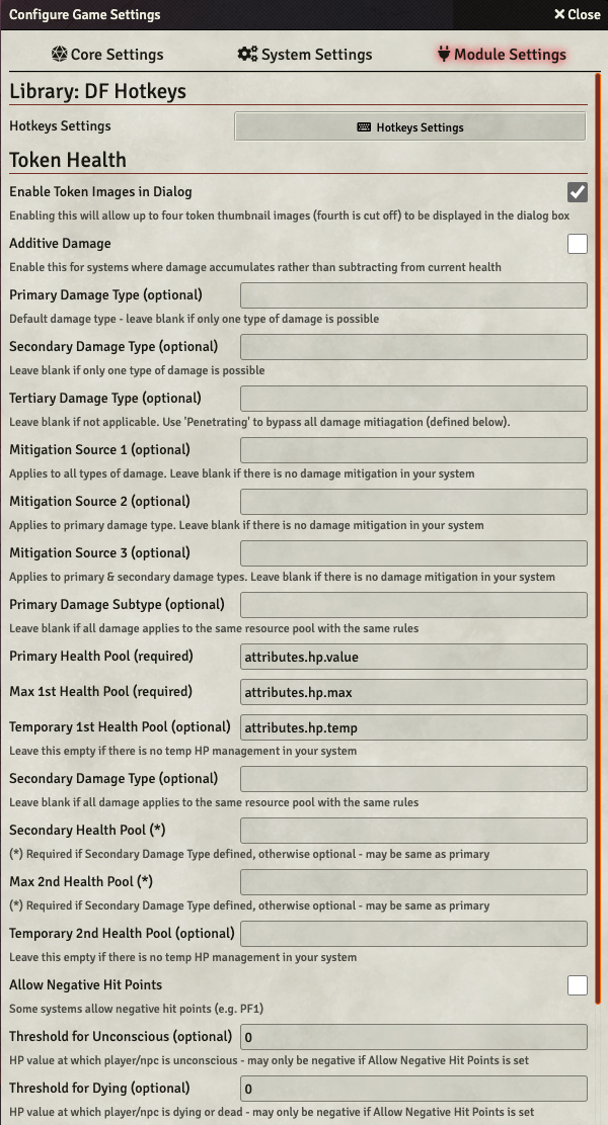 Configure Game Settings
Close
Core Settings
System Settings
Module Settings
Library: DF Hotkeys
Hotkeys Settings
Hotkeys Settings
Token Health
Enable Token Images in Dialog
Enabling this will allow up to four token thumbnail images (fourth is cut off) to be displayed in the dialog box
Additive Damage
Enable this for systems where damage accumulates rather than subtracting from current health
Primary Damage Type (optional)
Default damage type - leave blank if only one type of damage is possible
Secondary Damage Type (optional)
Leave blank if only one type of damage is possible
Tertiary Damage Type (optional)
Leave blank if not applicable. Use 'Penetrating' to bypass all damage mitiagation (defined below).
Mitigation Source 1 (optional)
Applies to all types of damage. Leave blank if there is no damage mitigation in your system
Mitigation Source 2 (optional)
Applies to primary damage type. Leave blank if there is no damage mitigation in your system
Mitigation Source 3 (optional)
Applies to primary & secondary damage types. Leave blank if there is no damage mitigation in your system
Primary Damage Subtype (optional)
Leave blank if all damage applies to the same resource pool with the same rules
Primary Health Pool (required)
attributes.hp.value
Max 1st Health Pool (required)
attributes.hp.max
Temporary 1st Health Pool (optional)
attributes.hp.temp
Leave this empty if there is no temp HP management in your system
Secondary Damage Type (optional)
Leave blank if all damage applies to the same resource pool with the same rules
Secondary Health Pool (*)
(*) Required if Secondary Damage Type defined, otherwise optional - may be same as primary
Max 2nd Health Pool (*)
(*) Required if Secondary Damage Type defined, otherwise optional - may be same as primary
Temporary 2nd Health Pool (optional)
Leave this empty if there is no temp HP management in your system
Allow Negative Hit Points
Some systems allow negative hit points (e.g. PF1)
Threshold for Unconscious (optional)
0
HP value at which player/npc is unconscious - may only be negative if Allow Negative Hit Points is set
Threshold for Dying (optional)
0
HP value at which player/npc is dying or dead - may only be negative if Allow Negative Hit Points is set